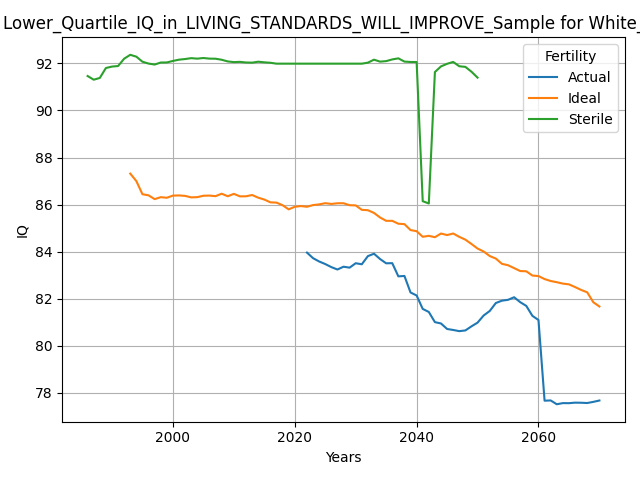 Lower_Quartile_IQ_in_LIVING_STANDARDS_WILL_IMPROVE_Sample for White_
Fertility
Actual
Ideal
Sterile
IQ
92
90
88
86
84
82
80
78
2000
2020
2040
2060
Years